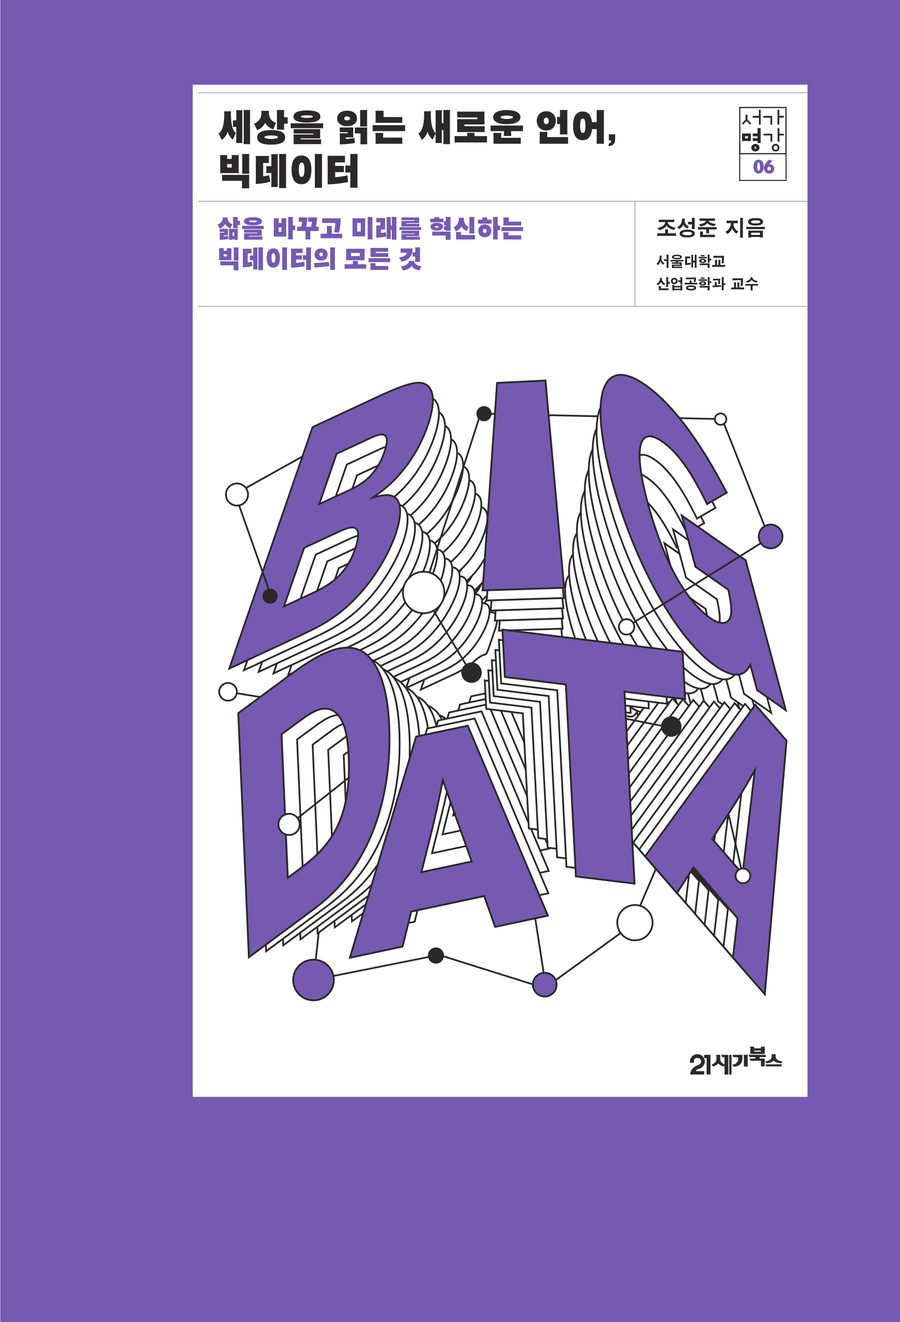 세상을 읽는 새로운 언어,
빅데이터
서가
명강
06
삶을 바꾸고 미래를 혁신하는
빅데이터의 모든 것
조성준 지음
서울대학교
산업공학과 교수
BIG
DATA
21세기북스